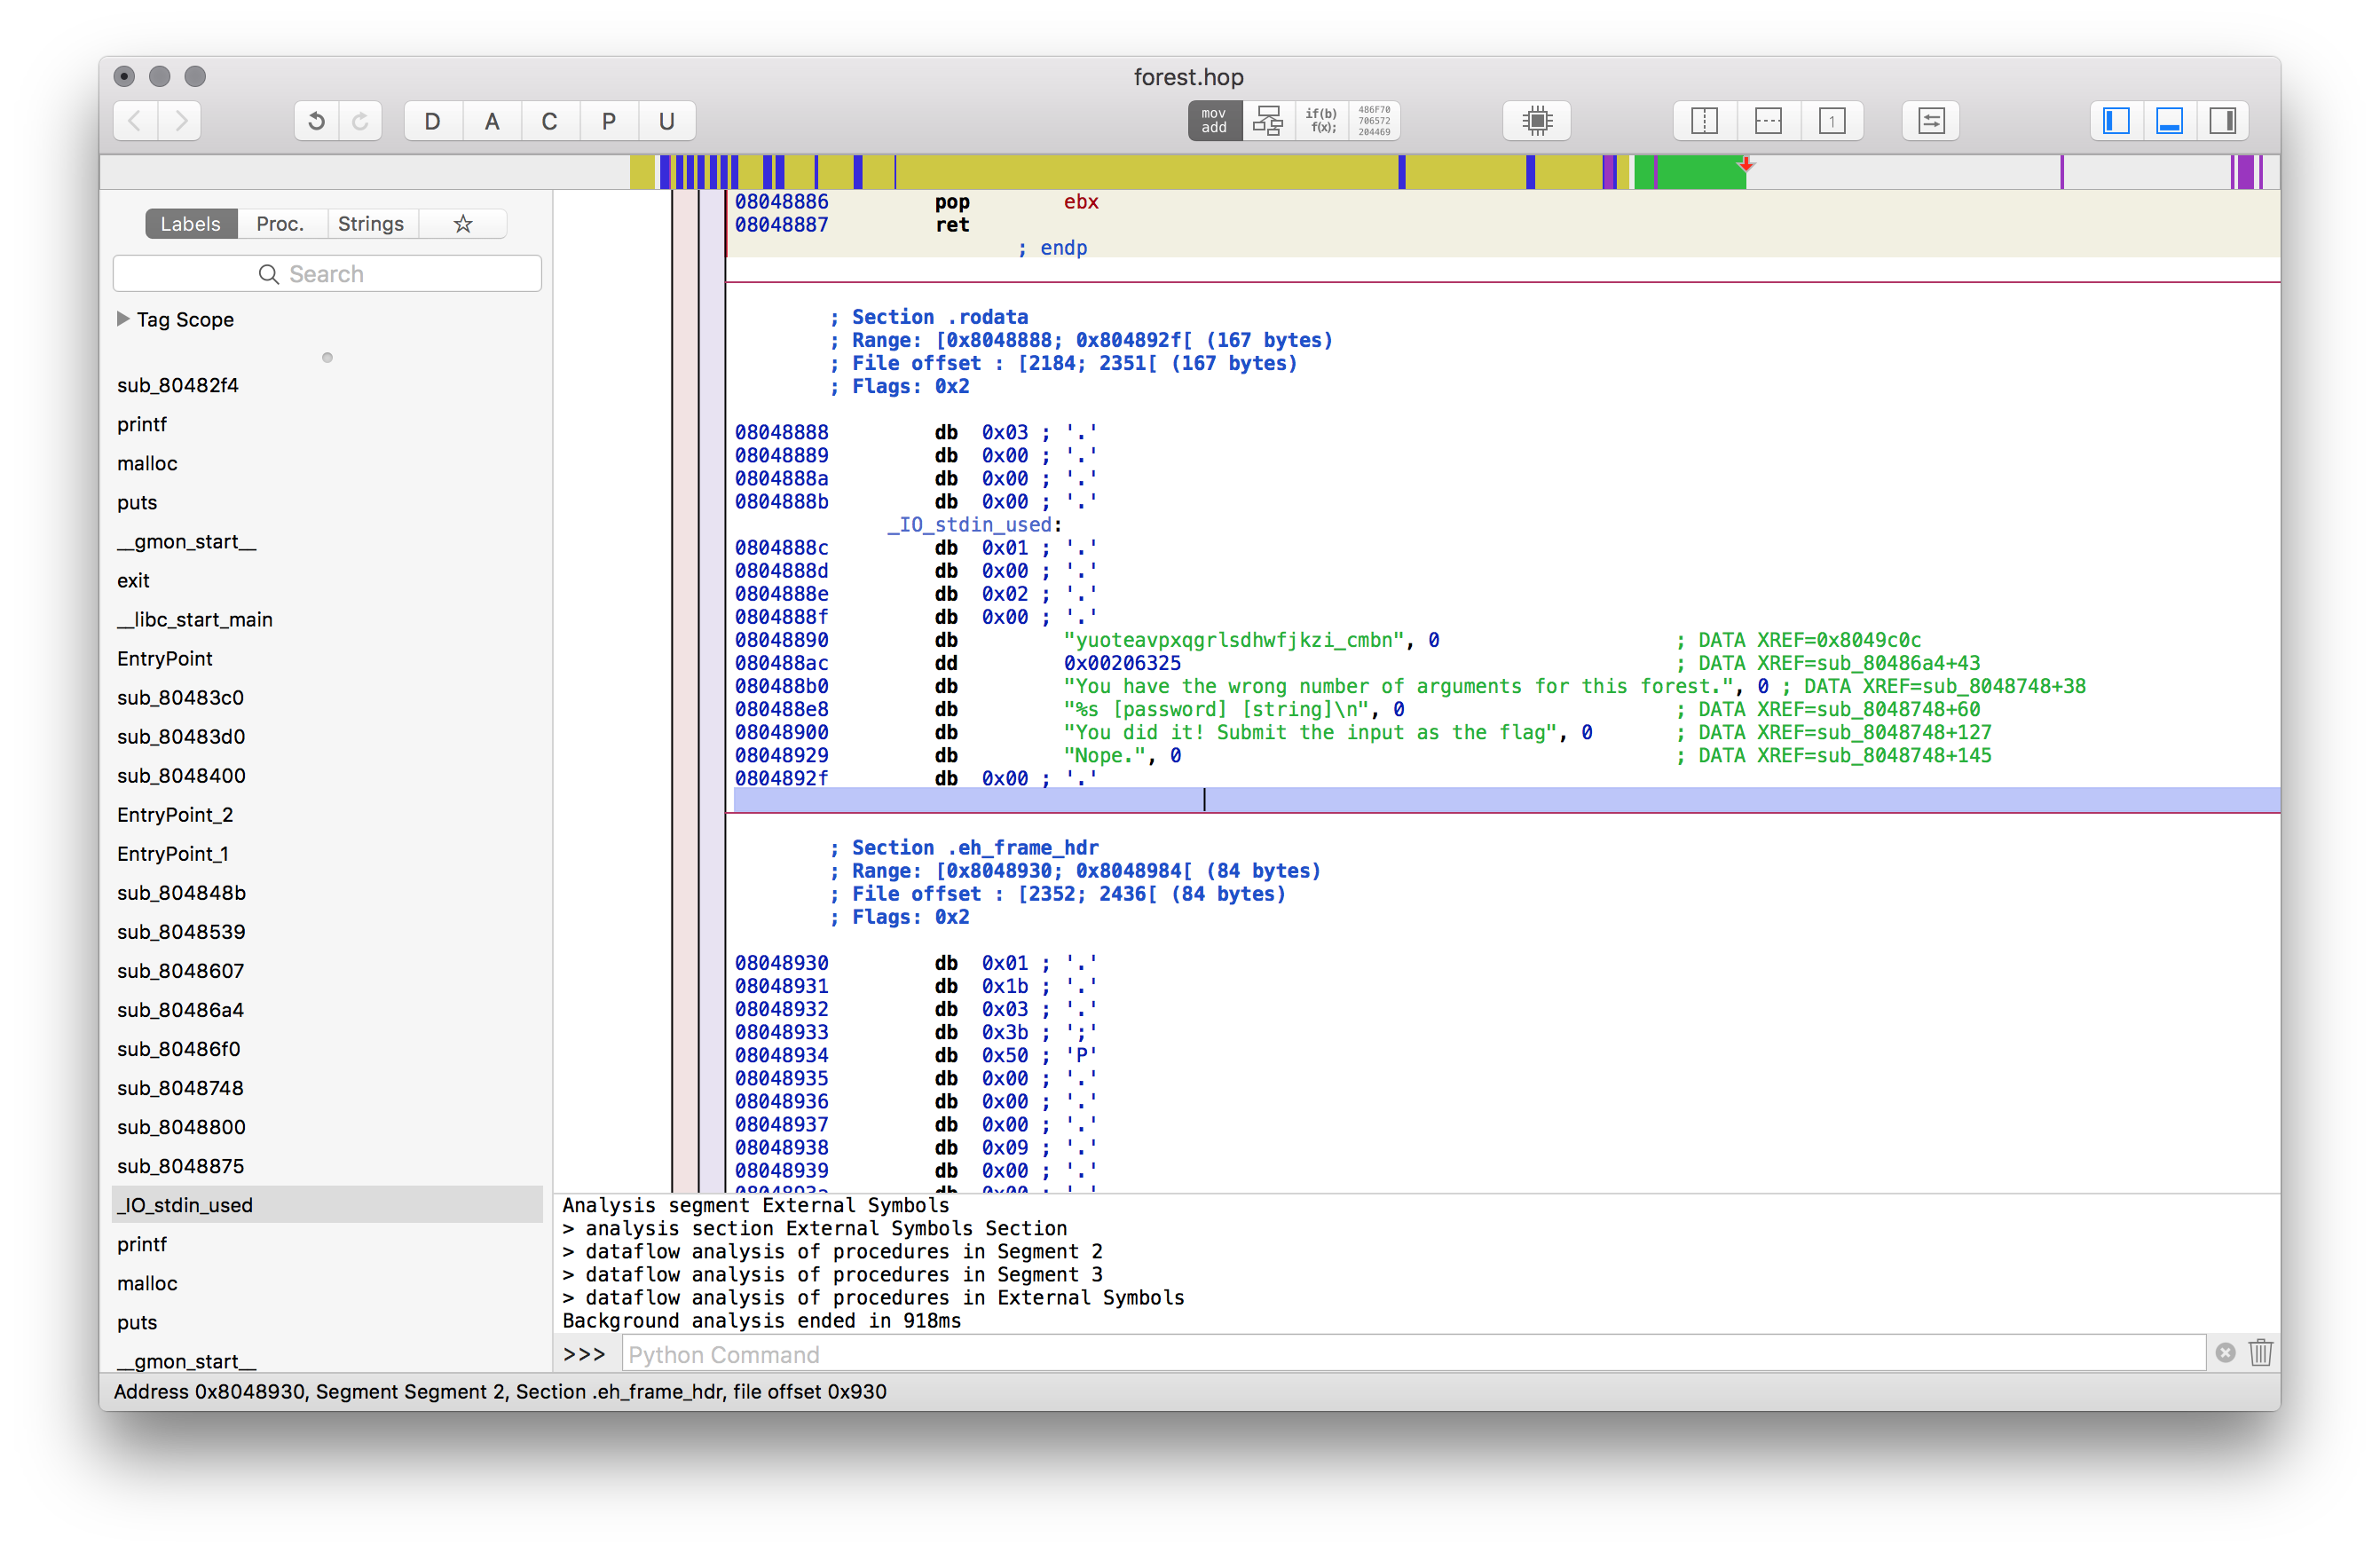 forest.hop
D A C P U
mov add
if(b) f(x);
486F70 706572 204469
1
Labels Proc. Strings ☆
Search
Tag Scope
sub_80482f4
printf
malloc
puts
__gmon_start__
exit
__libc_start_main
EntryPoint
sub_80483c0
sub_80483d0
sub_8048400
EntryPoint_2
EntryPoint_1
sub_804848b
sub_8048539
sub_8048607
sub_80486a4
sub_80486f0
sub_8048748
sub_8048800
sub_8048875
_IO_stdin_used
printf
malloc
puts
__gmon_start__
08048886 pop ebx
08048887 ret
; endp
; Section .rodata
; Range: [0x8048888; 0x804892f[ (167 bytes)
; File offset : [2184; 2351[ (167 bytes)
; Flags: 0x2
08048888 db 0x03 ; '.'
08048889 db 0x00 ; '.'
0804888a db 0x00 ; '.'
0804888b db 0x00 ; '.'
_IO_stdin_used:
0804888c db 0x01 ; '.'
0804888d db 0x00 ; '.'
0804888e db 0x02 ; '.'
0804888f db 0x00 ; '.'
08048890 db "yuoteavpxqgrlsdhwfjkzi_cmbn", 0 ; DATA XREF=0x8049c0c
080488ac dd 0x00206325 ; DATA XREF=sub_80486a4+43
080488b0 db "You have the wrong number of arguments for this forest.", 0 ; DATA XREF=sub_8048748+38
080488e8 db "%s [password] [string]\n", 0 ; DATA XREF=sub_8048748+60
08048900 db "You did it! Submit the input as the flag", 0 ; DATA XREF=sub_8048748+127
08048929 db "Nope.", 0 ; DATA XREF=sub_8048748+145
0804892f db 0x00 ; '.'
; Section .eh_frame_hdr
; Range: [0x8048930; 0x8048984[ (84 bytes)
; File offset : [2352; 2436[ (84 bytes)
; Flags: 0x2
08048930 db 0x01 ; '.'
08048931 db 0x1b ; '.'
08048932 db 0x03 ; '.'
08048933 db 0x3b ; ';'
08048934 db 0x50 ; 'P'
08048935 db 0x00 ; '.'
08048936 db 0x00 ; '.'
08048937 db 0x00 ; '.'
08048938 db 0x09 ; '.'
08048939 db 0x00 ; '.'
0804893a db 0x00 ; '.'
Analysis segment External Symbols
> analysis section External Symbols Section
> dataflow analysis of procedures in Segment 2
> dataflow analysis of procedures in Segment 3
> dataflow analysis of procedures in External Symbols
Background analysis ended in 918ms
>>> Python Command
Address 0x8048930, Segment Segment 2, Section .eh_frame_hdr, file offset 0x930